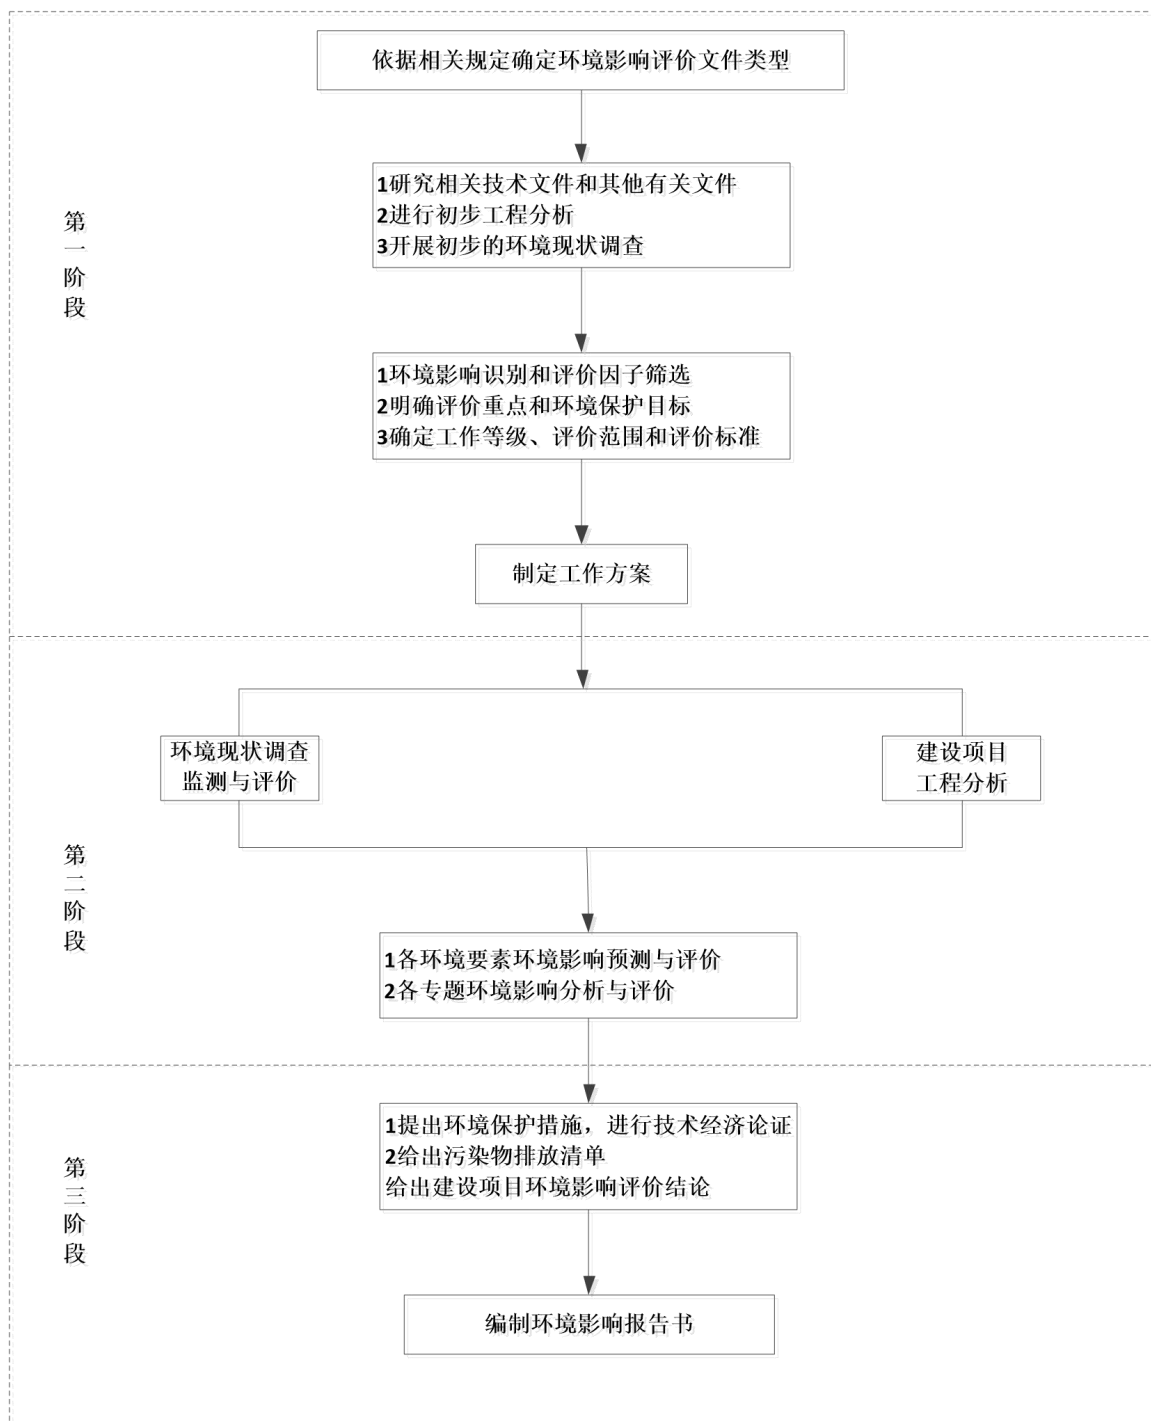 依据相关规定确定环境影响评价文件类型
1研究相关技术文件和其他有关文件
2进行初步工程分析
3开展初步的环境现状调查
第一阶段
1环境影响识别和评价因子筛选
2明确评价重点和环境保护目标
3确定工作等级、评价范围和评价标准
制定工作方案
环境现状调查
监测与评价
建设项目
工程分析
第二阶段
1各环境要素环境影响预测与评价
2各专题环境影响分析与评价
1提出环境保护措施，进行技术经济论证
2给出污染物排放清单
给出建设项目环境影响评价结论
第三阶段
编制环境影响报告书